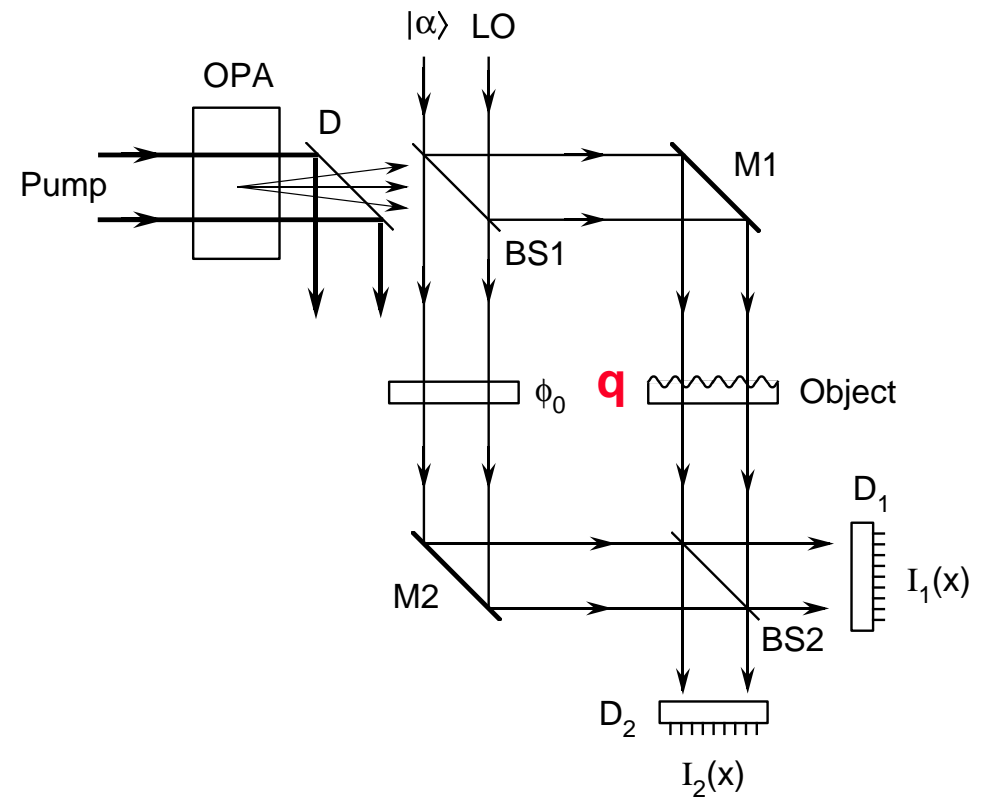 |α⟩ LO
OPA
D
Pump
M1
BS1
q
ϕ₀
Object
D₁
I₁(x)
M2
BS2
D₂
I₂(x)